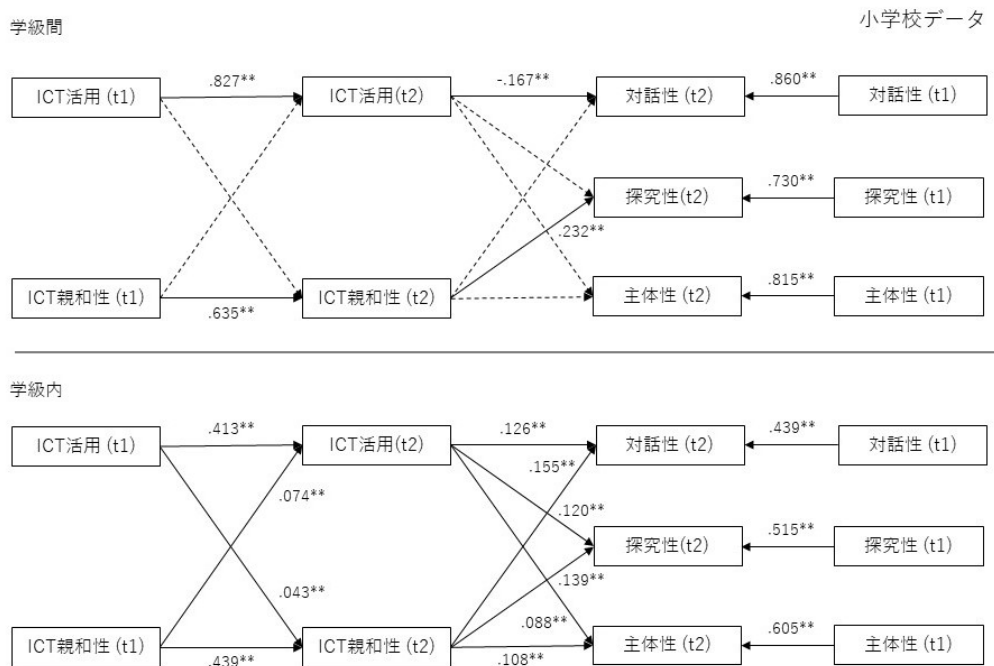 小学校データ
学級間
.827**
-.167**
.860**
ICT活用 (t1)
ICT活用(t2)
対話性 (t2)
対話性 (t1)
.730**
探究性(t2)
探究性 (t1)
.232**
.815**
ICT親和性 (t1)
ICT親和性 (t2)
主体性 (t2)
主体性 (t1)
.635**
学級内
.413**
.126**
.439**
ICT活用 (t1)
ICT活用(t2)
対話性 (t2)
対話性 (t1)
.155**
.074**
.120**
.515**
探究性(t2)
探究性 (t1)
.139**
.043**
.088**
.605**
ICT親和性 (t1)
ICT親和性 (t2)
主体性 (t2)
主体性 (t1)
.439**
.108**